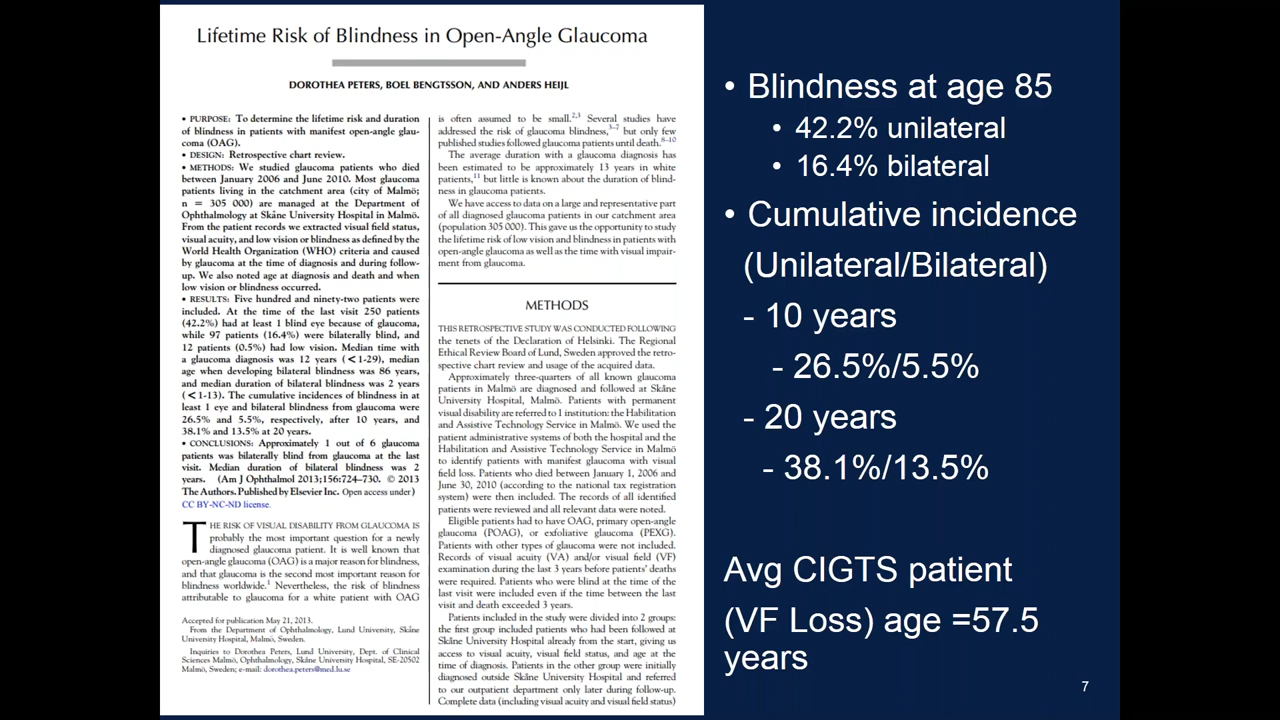 Lifetime Risk of Blindness in Open-Angle Glaucoma
DOROTHEA PETERS, BOEL BENGTSSON, AND ANDERS HEIJL
• PURPOSE: To determine the lifetime risk and duration
of blindness in patients with manifest open-angle glau-
coma (OAG).
• DESIGN: Retrospective chart review.
• METHODS: We studied glaucoma patients who died
between January 2006 and June 2010. Most glaucoma
patients living in the catchment area (city of Malmö;
n = 305 000) are managed at the Department of
Ophthalmology at Skåne University Hospital in Malmö.
From the patient records we extracted visual field status,
visual acuity, and low vision or blindness as defined by the
World Health Organization (WHO) criteria and caused
by glaucoma at the time of diagnosis and during follow-
up. We also noted age at diagnosis and death and when
low vision or blindness occurred.
• RESULTS: Five hundred and ninety-two patients were
included. At the time of the last visit 250 patients
(42.2%) had at least 1 blind eye because of glaucoma,
while 97 patients (16.4%) were bilaterally blind, and
12 patients (0.5%) had low vision. Median time with
a glaucoma diagnosis was 12 years (<1-29), median
age when developing bilateral blindness was 86 years,
and median duration of bilateral blindness was 2 years
(<1-13). The cumulative incidences of blindness in at
least 1 eye and bilateral blindness from glaucoma were
26.5% and 5.5%, respectively, after 10 years, and
38.1% and 13.5% at 20 years.
• CONCLUSIONS: Approximately 1 out of 6 glaucoma
patients was bilaterally blind from glaucoma at the last
visit. Median duration of bilateral blindness was 2
years. (Am J Ophthalmol 2013;156:724–730. © 2013
The Authors. Published by Elsevier Inc. Open access under)
CC BY-NC-ND license.
THE RISK OF VISUAL DISABILITY FROM GLAUCOMA IS
probably the most important question for a newly
diagnosed glaucoma patient. It is well known that
open-angle glaucoma (OAG) is a major reason for blindness,
and that glaucoma is the second most important reason for
blindness worldwide.1 Nevertheless, the risk of blindness
attributable to glaucoma for a white patient with OAG
Accepted for publication May 21, 2013.
From the Department of Ophthalmology, Lund University, Skåne
University Hospital, Malmö, Sweden.
Inquiries to Dorothea Peters, Lund University, Dept. of Clinical
Sciences Malmö, Ophthalmology, Skåne University Hospital, SE-20502
Malmö, Sweden; e-mail: dorothea.peters@med.lu.se
is often assumed to be small.2,3 Several studies have
addressed the risk of glaucoma blindness,3–7 but only few
published studies followed glaucoma patients until death.8–10
The average duration with a glaucoma diagnosis has
been estimated to be approximately 13 years in white
patients,11 but little is known about the duration of blind-
ness in glaucoma patients.
We have access to data on a large and representative part
of all diagnosed glaucoma patients in our catchment area
(population 305 000). This gave us the opportunity to study
the lifetime risk of low vision and blindness in patients with
open-angle glaucoma as well as the time with visual impair-
ment from glaucoma.
METHODS
THIS RETROSPECTIVE STUDY WAS CONDUCTED FOLLOWING
the tenets of the Declaration of Helsinki. The Regional
Ethical Review Board of Lund, Sweden approved the retro-
spective chart review and usage of the acquired data.
Approximately three-quarters of all known glaucoma
patients in Malmö are diagnosed and followed at Skåne
University Hospital, Malmö. Patients with permanent
visual disability are referred to 1 institution: the Habilitation
and Assistive Technology Service in Malmö. We used the
patient administrative systems of both the hospital and the
Habilitation and Assistive Technology Service in Malmö
to identify patients with manifest glaucoma with visual
field loss. Patients who died between January 1, 2006 and
June 30, 2010 (according to the national tax registration
system) were then included. The records of all identified
patients were reviewed and all relevant data were noted.
Eligible patients had to have OAG, primary open-angle
glaucoma (POAG), or exfoliative glaucoma (PEXG).
Patients with other types of glaucoma were not included.
Records of visual acuity (VA) and/or visual field (VF)
examination during the last 3 years before patients' deaths
were required. Patients who were blind at the time of the
last visit were included even if the time between the last
visit and death exceeded 3 years.
Patients included in the study were divided into 2 groups:
the first group included patients who had been followed at
Skåne University Hospital already from the start, giving us
access to visual acuity, visual field status, and age at the
time of diagnosis. Patients in the other group were initially
diagnosed outside Skåne University Hospital and referred
to our outpatient department only later during follow-up.
Complete data (including visual acuity and visual field status)
• Blindness at age 85
• 42.2% unilateral
• 16.4% bilateral
• Cumulative incidence
(Unilateral/Bilateral)
- 10 years
- 26.5%/5.5%
- 20 years
- 38.1%/13.5%
Avg CIGTS patient
(VF Loss) age =57.5
years
7